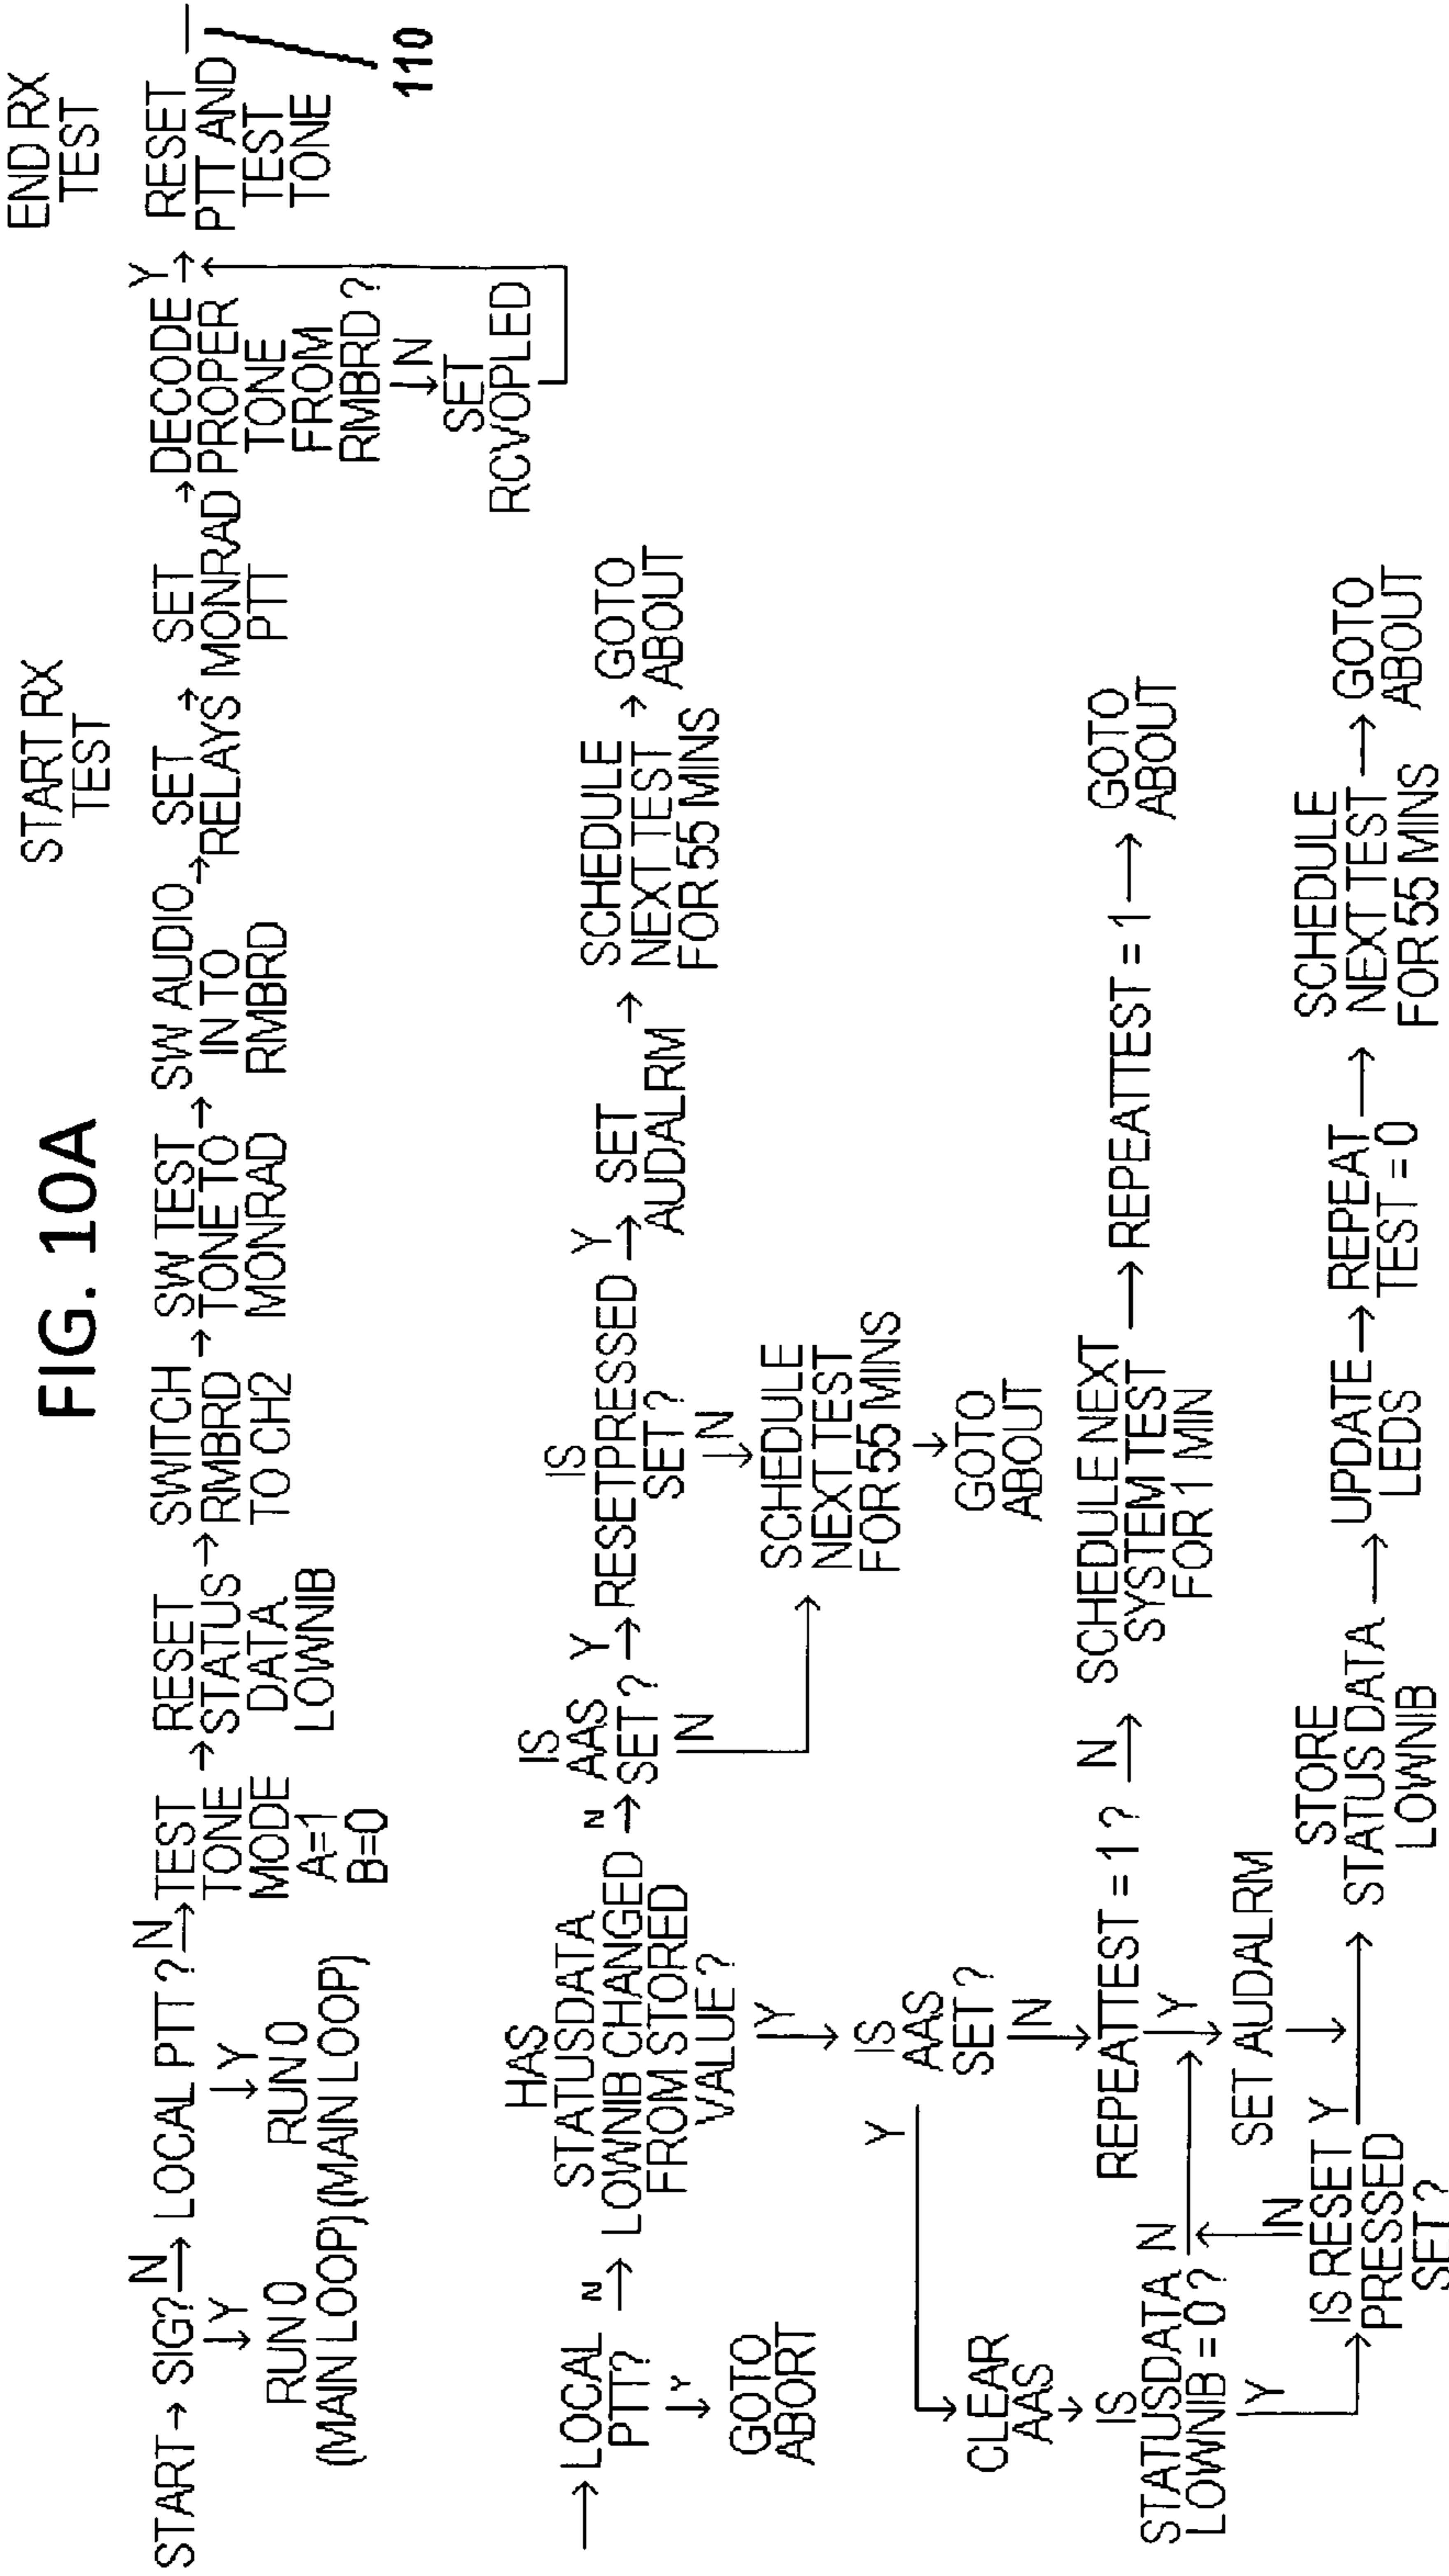 FIG. 10A
START RX
TEST
END RX
TEST
START
SIG?
N
Y
RUN 0
(MAIN LOOP)
LOCAL PTT ?
N
Y
RUN 0
(MAIN LOOP)
TEST
TONE
MODE
A=1
B=0
RESET
STATUS
DATA
LOWNIB
SWITCH
RMBRD
TO CH2
SW TEST
TONE TO
MONRAD
SW AUDIO
IN TO
RMBRD
SET
RELAYS
SET
MONRAD
PTT
DECODE
PROPER
TONE
FROM
RMBRD ?
Y
N
SET
RCVOPLED
RESET
PTT AND
TEST
TONE
110
LOCAL
PTT?
N
Y
GOTO
ABORT
HAS
STATUSDATA
LOWNIB CHANGED
FROM STORED
VALUE ?
N
Y
IS
AAS
SET ?
Y
N
IS
RESETPRESSED
SET ?
Y
N
SET
AUDALRM
SCHEDULE
NEXT TEST
FOR 55 MINS
GOTO
ABOUT
SCHEDULE
NEXT TEST
FOR 55 MINS
GOTO
ABOUT
IS
AAS
SET ?
Y
N
CLEAR
AAS
IS
STATUSDATA
LOWNIB = 0 ?
N
Y
REPEATTEST = 1 ?
N
Y
SCHEDULE NEXT
SYSTEM TEST
FOR 1 MIN
REPEATTEST = 1
GOTO
ABOUT
SET AUDALRM
IS RESET
PRESSED
SET ?
N
Y
STORE
STATUS DATA
LOWNIB
UPDATE
LEDS
REPEAT
TEST = 0
SCHEDULE
NEXT TEST
FOR 55 MINS
GOTO
ABOUT